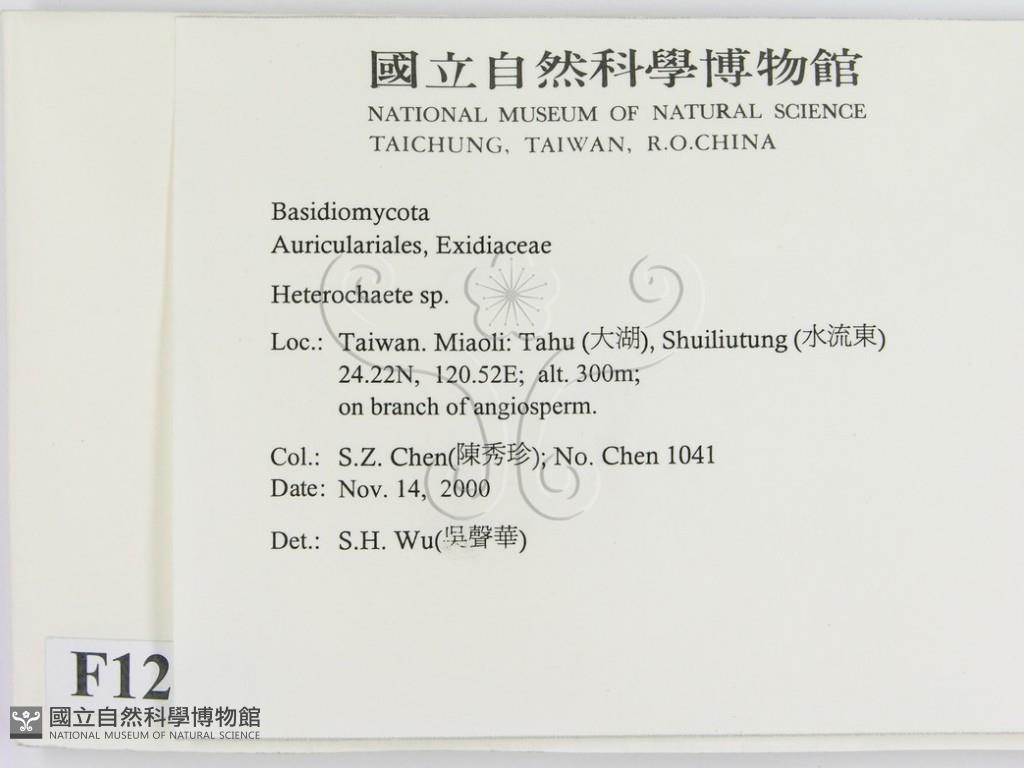 國立自然科學博物館
NATIONAL MUSEUM OF NATURAL SCIENCE
TAICHUNG, TAIWAN, R.O.CHINA
Basidiomycota
Auriculariales, Exidiaceae
Heterochaete sp.
Loc.: Taiwan. Miaoli: Tahu (大湖), Shuiliutung (水流東)
24.22N, 120.52E; alt. 300m;
on branch of angiosperm.
Col.: S.Z. Chen(陳秀珍); No. Chen 1041
Date: Nov. 14, 2000
Det.: S.H. Wu(吳聲華)
F12
國立自然科學博物館
NATIONAL MUSEUM OF NATURAL SCIENCE